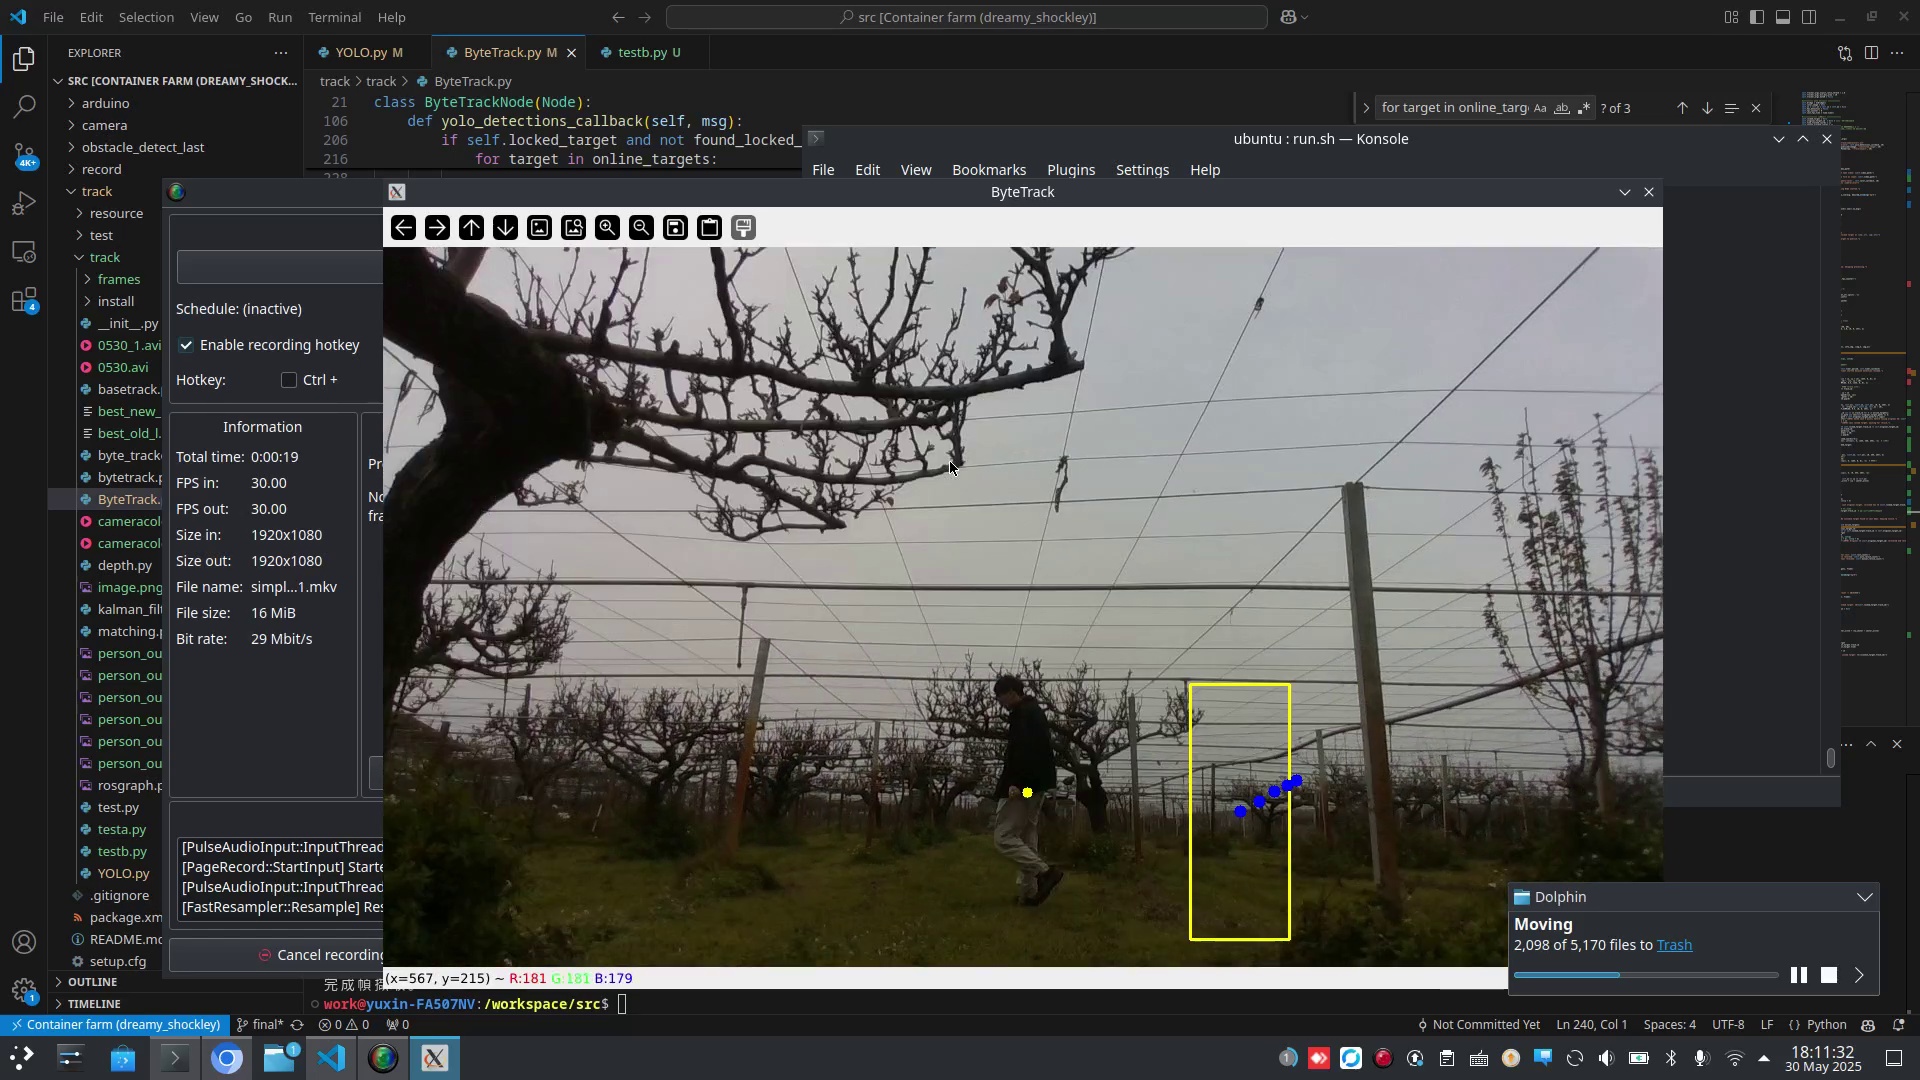 File Edit Selection View Go Run Terminal Help
src [Container farm (dreamy_shockley)]
EXPLORER
SRC [CONTAINER FARM (DREAMY_SHOCK...
arduino
camera
obstacle_detect_last
4K+
record
track
resource
test
track
frames
install
4
__init__.py
0530_1.avi
0530.avi
basetrack.
best_new_
best_old_l.
byte_track
bytetrack.p
ByteTrack.
cameracol
cameracol
depth.py
image.png
kalman_filt
matching.p
person_ou
person_ou
person_ou
person_ou
person_ou
person_ou
rosgraph.p
test.py
testa.py
testb.py
YOLO.py
.gitignore
package.xm
README.md
setup.cfg
OUTLINE
1
TIMELINE
YOLO.py M
ByteTrack.py M
testb.py U
track > track > ByteTrack.py
21 class ByteTrackNode(Node):
106 def yolo_detections_callback(self, msg):
206 if self.locked_target and not found_locked_
216 for target in online_targets:
for target in online_targ
Aa ab .*
? of 3
ubuntu : run.sh — Konsole
File Edit View Bookmarks Plugins Settings Help
ByteTrack
Schedule: (inactive)
Enable recording hotkey
Hotkey: Ctrl +
Information
Total time: 0:00:19
FPS in: 30.00
FPS out: 30.00
Size in: 1920x1080
Size out: 1920x1080
File name: simpl...1.mkv
File size: 16 MiB
Bit rate: 29 Mbit/s
Pr
No
fra
[PulseAudioInput::InputThread
[PageRecord::StartInput] Starte
[PulseAudioInput::InputThread
[FastResampler::Resample] Res
Cancel recording
(x=567, y=215) ~ R:181 G:181 B:179
work@yuxin-FA507NV:/workspace/src$
Dolphin
Moving
2,098 of 5,170 files to Trash
Container farm (dreamy_shockley) final* 0 0 0
Not Committed Yet Ln 240, Col 1 Spaces: 4 UTF-8 LF {} Python
1
1
18:11:32
30 May 2025